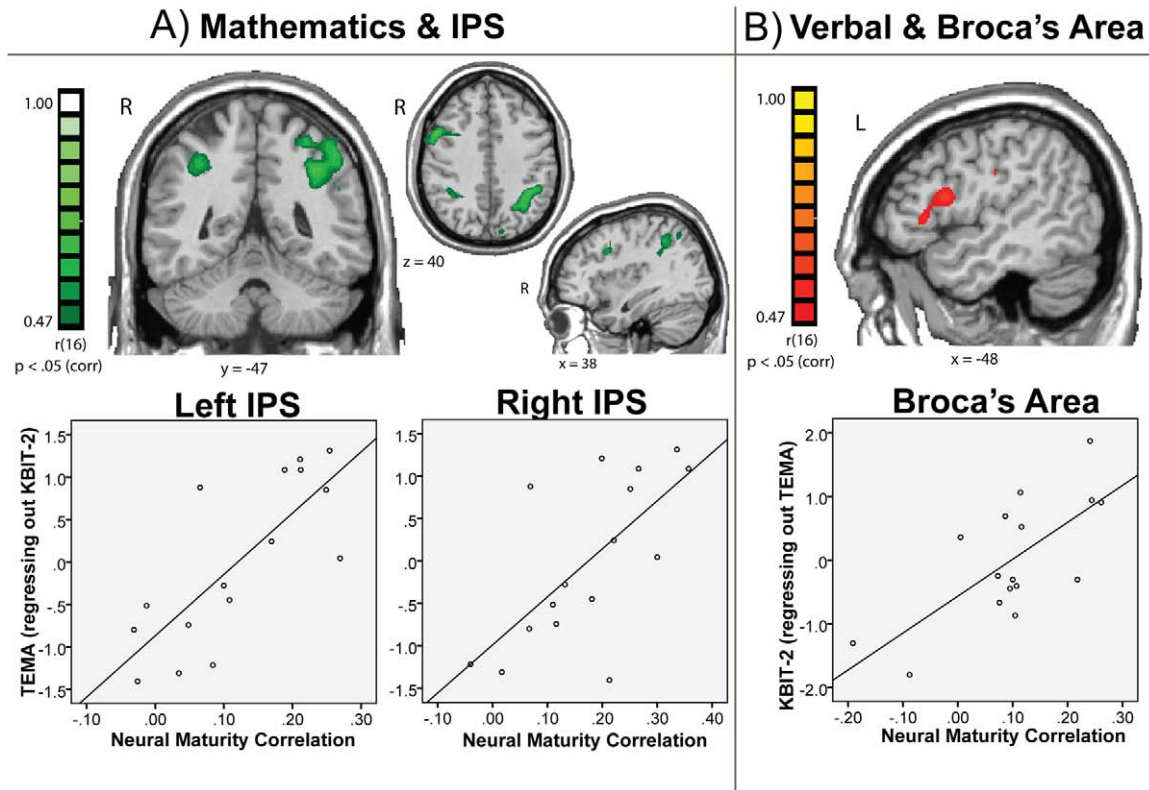 A) Mathematics & IPS
1.00
R
0.47
r(16)
p < .05 (corr)
y = -47
R
z = 40
R
x = 38
Left IPS
TEMA (regressing out KBIT-2)
1.5
1.0
.5
.0
-.5
-1.0
-1.5
-.10 .00 .10 .20 .30
Neural Maturity Correlation
Right IPS
1.5
1.0
.5
.0
-.5
-1.0
-1.5
-.10 .00 .10 .20 .30 .40
Neural Maturity Correlation
B) Verbal & Broca's Area
1.00
L
0.47
r(16)
p < .05 (corr)
x = -48
Broca's Area
KBIT-2 (regressing out TEMA)
2.0
1.0
.0
-1.0
-2.0
-.20 .00 .10 .20 .30
Neural Maturity Correlation